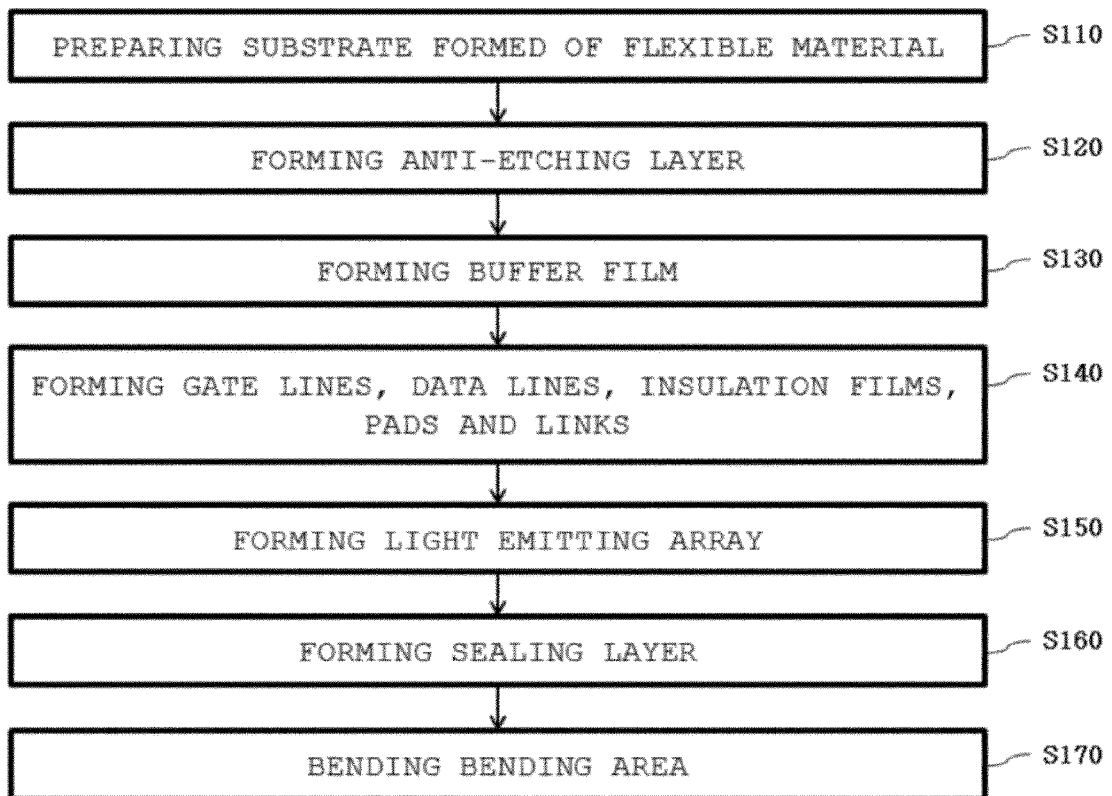 PREPARING SUBSTRATE FORMED OF FLEXIBLE MATERIAL
S110
FORMING ANTI-ETCHING LAYER
S120
FORMING BUFFER FILM
S130
FORMING GATE LINES, DATA LINES, INSULATION FILMS,
PADS AND LINKS
S140
FORMING LIGHT EMITTING ARRAY
S150
FORMING SEALING LAYER
S160
BENDING BENDING AREA
S170